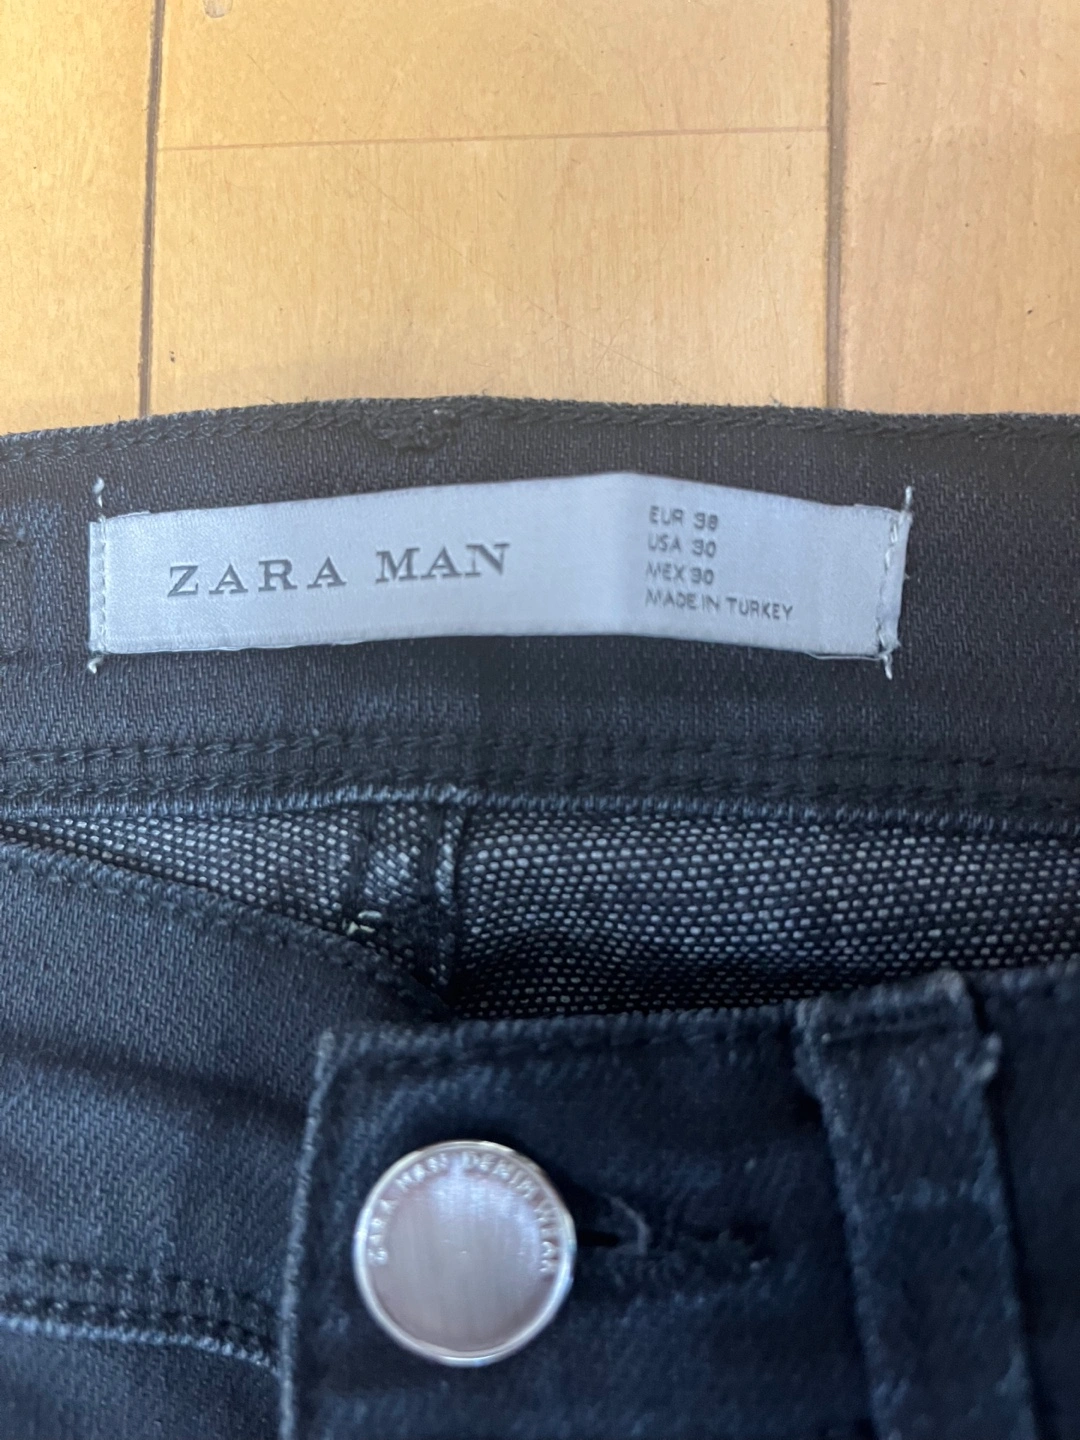 ZARA MAN
EUR 38
USA 30
MEX 30
MADE IN TURKEY
ZARA MAN DENIM WEAR